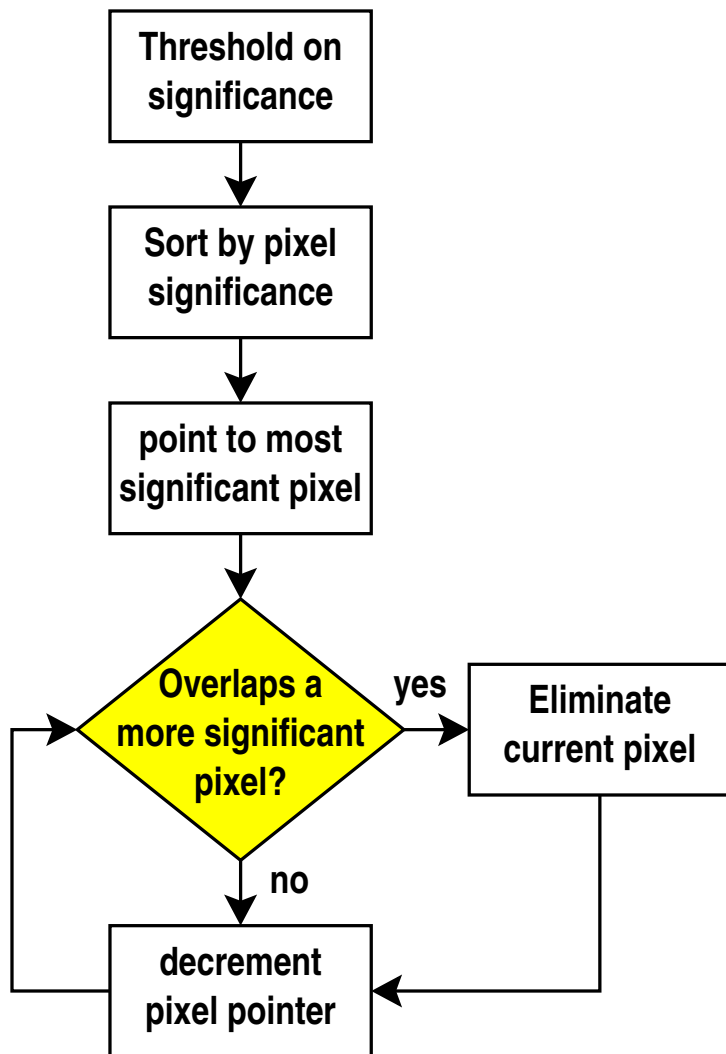 Threshold on
significance
Sort by pixel
significance
point to most
significant pixel
Overlaps a
more significant
pixel?
yes
Eliminate
current pixel
no
decrement
pixel pointer